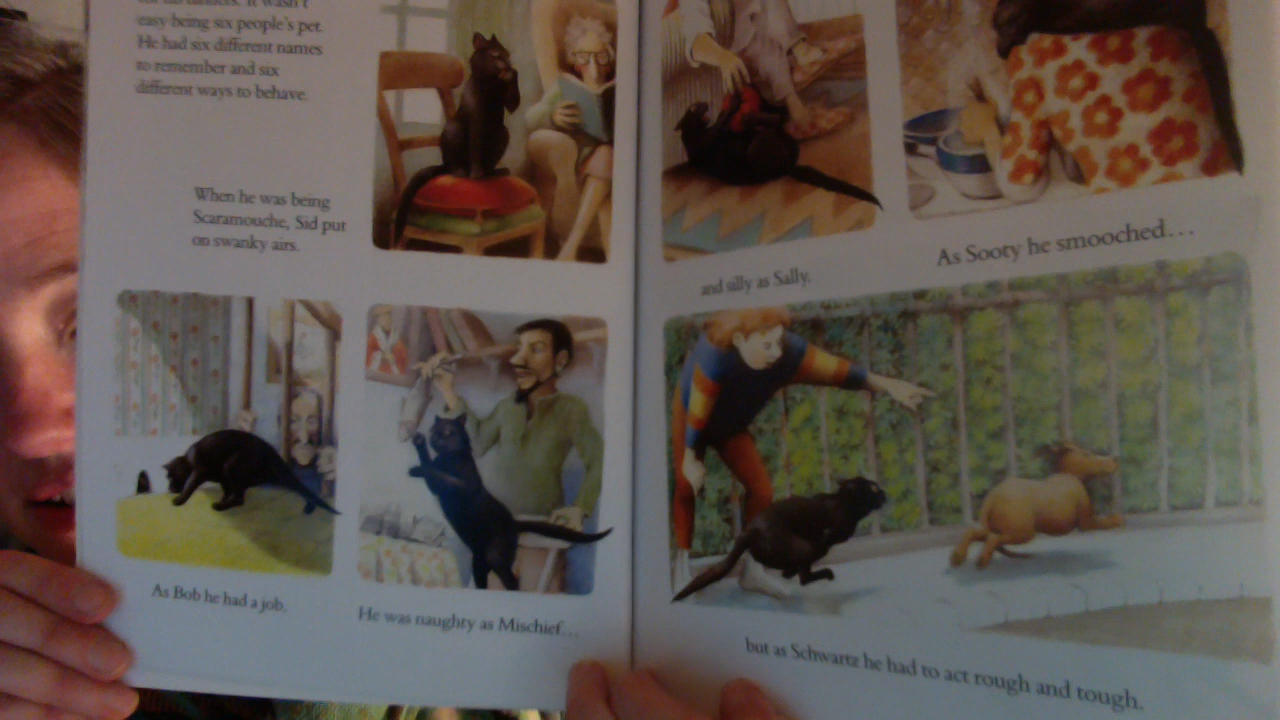 easy being six people's pet.
He had six different names
to remember and six
different ways to behave.
When he was being
Scaramouche, Sid put
on swanky airs.
As Bob he had a job.
He was naughty as Mischief...
and silly as Sally.
As Sooty he smooched...
but as Schwartz he had to act rough and tough.